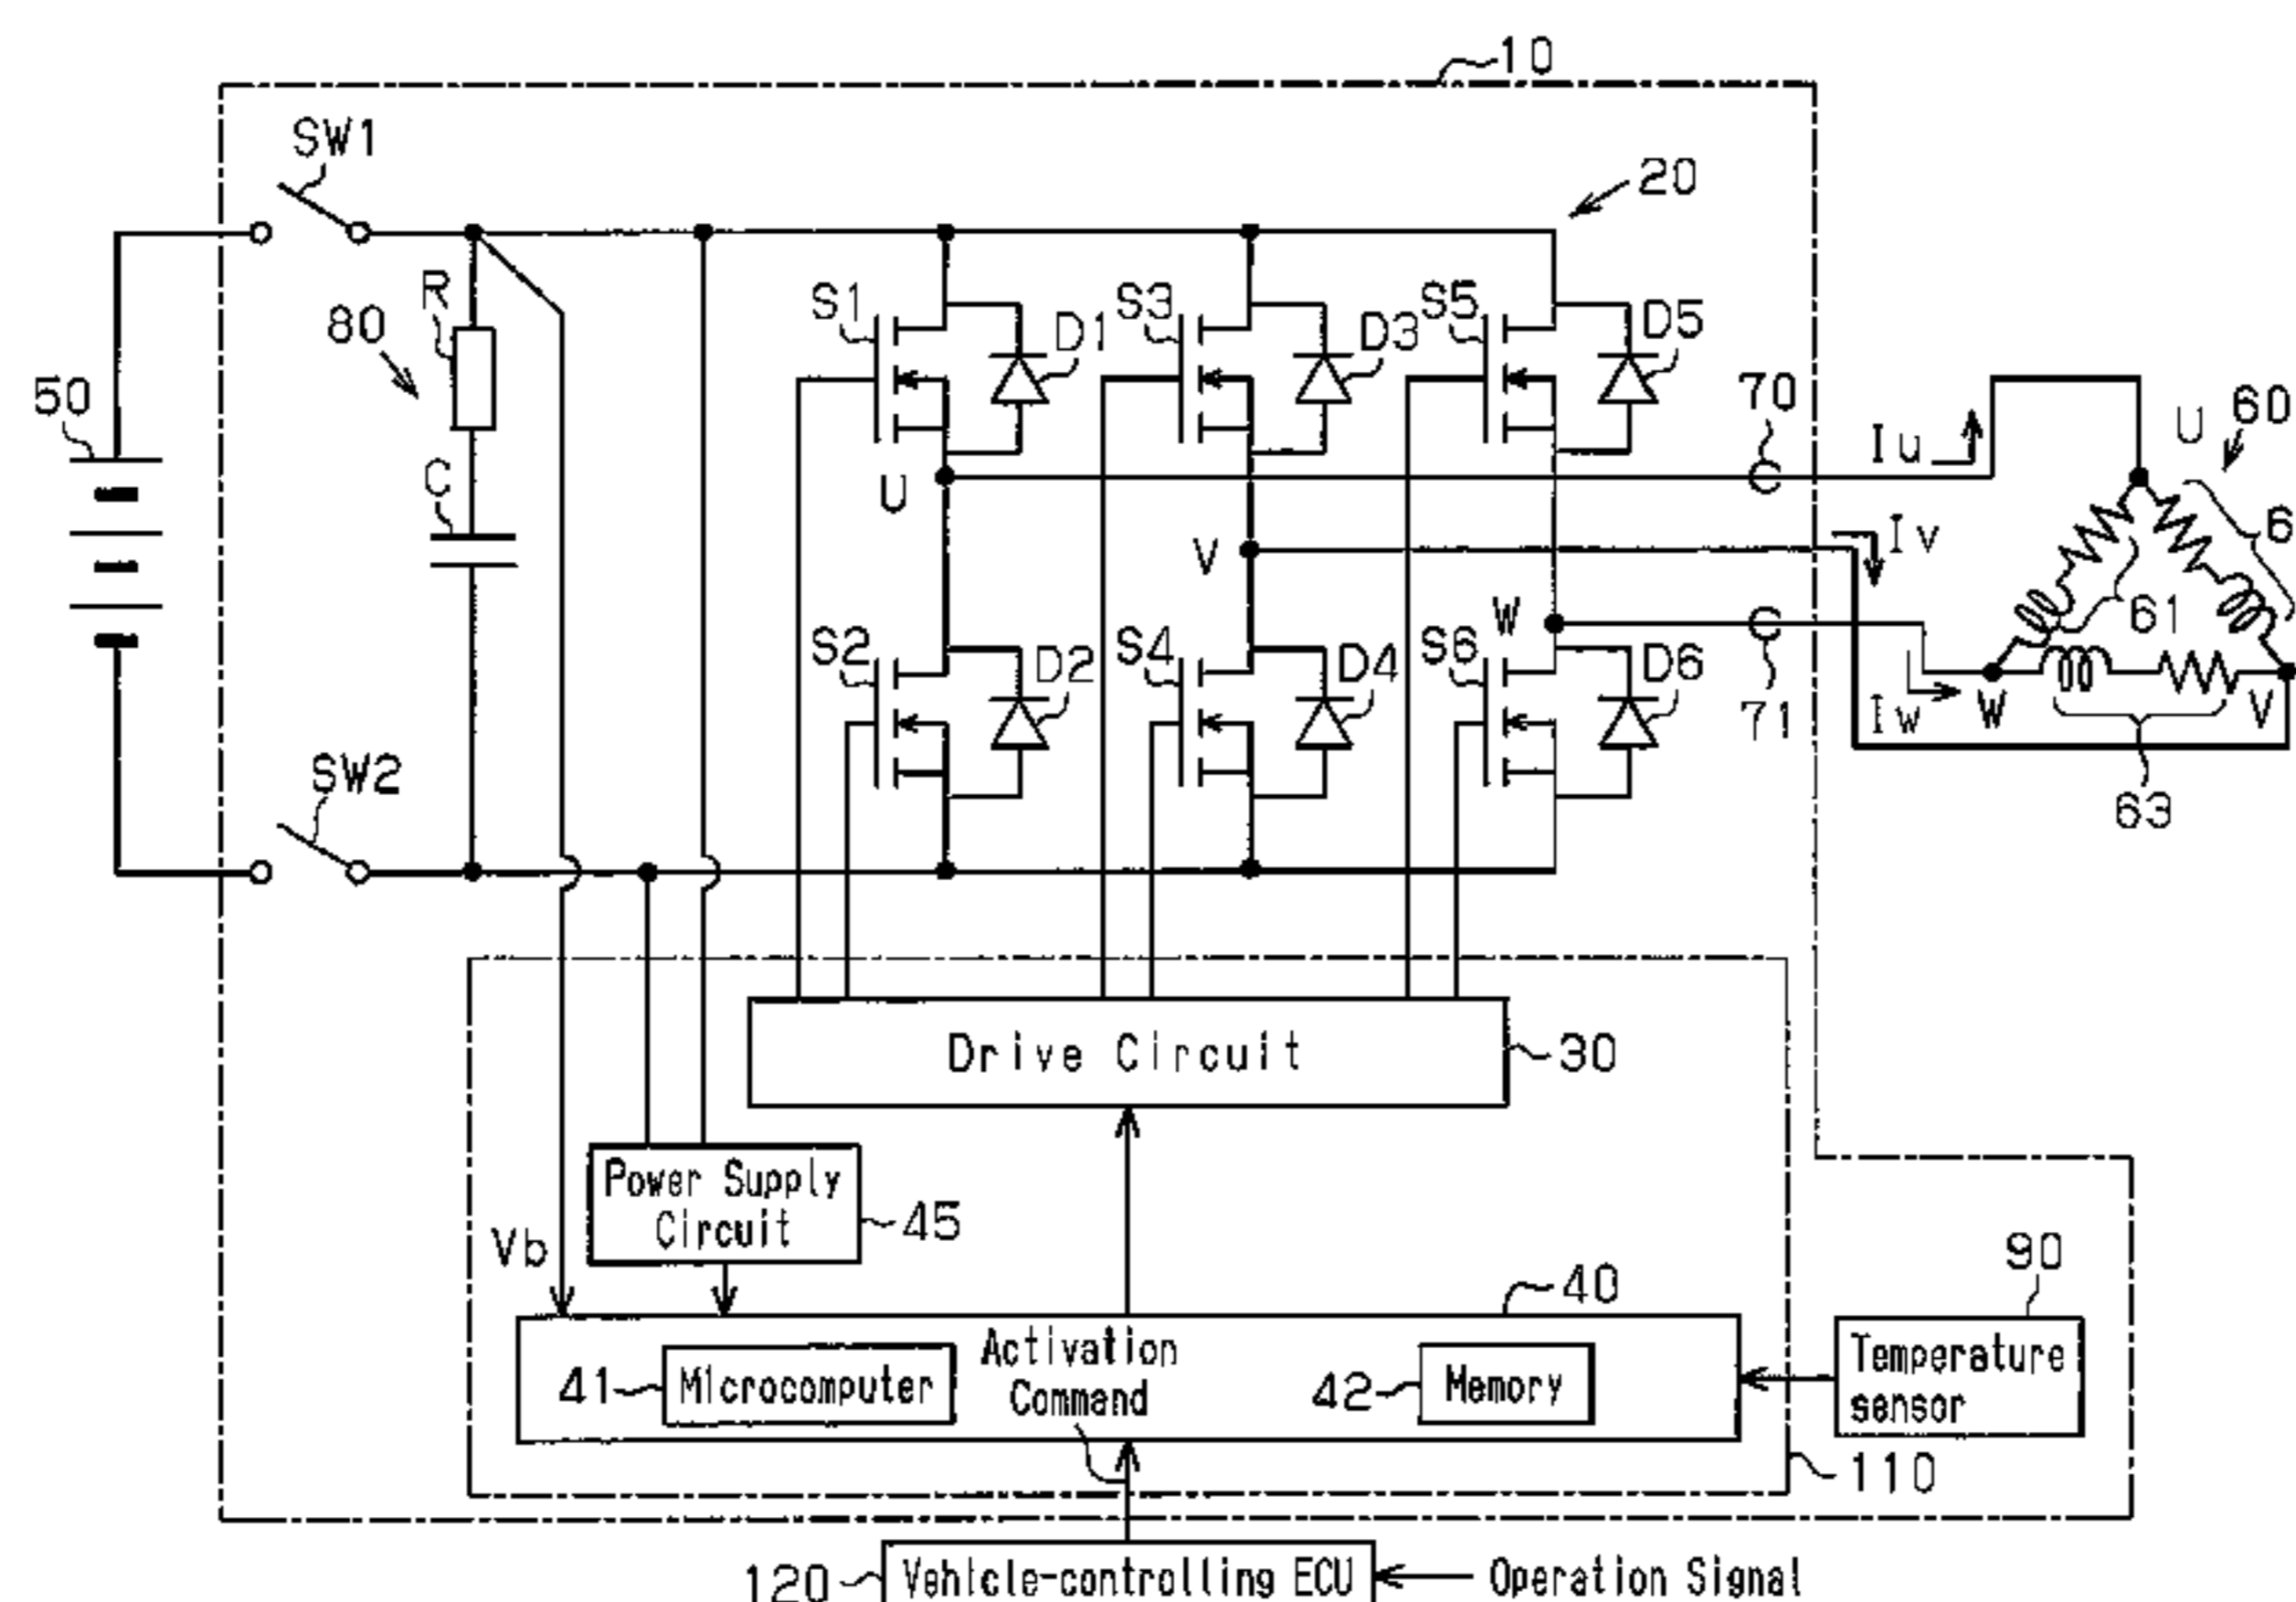 10
SW1
20
R
80
S1
D1
S3
D3
S5
D5
50
70
Iu
U
60
C
U
6
V
Iv
W
61
S2
D2
S4
D4
S6
D6
71
Iw
W
V
SW2
63
Drive Circuit
30
Power Supply
Circuit
45
Vb
90
40
Activation
Command
41
Microcomputer
42
Memory
Temperature
sensor
110
120
Vehicle-controlling ECU
Operation Signal